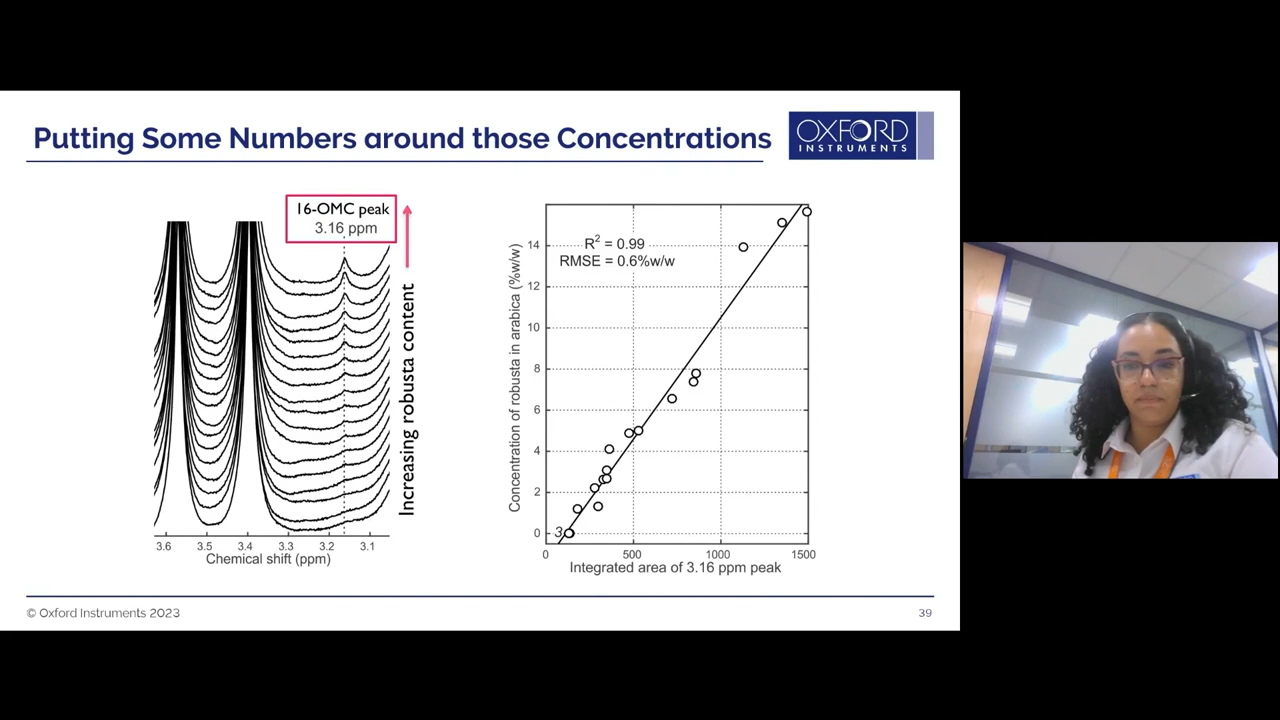 Putting Some Numbers around those Concentrations
OXFORD
INSTRUMENTS
16-OMC peak
3.16 ppm
Increasing robusta content
3.6 3.5 3.4 3.3 3.2 3.1
Chemical shift (ppm)
R² = 0.99
RMSE = 0.6%w/w
Concentration of robusta in arabica (%w/w)
14
12
10
8
6
4
2
0
3
0 500 1000 1500
Integrated area of 3.16 ppm peak
© Oxford Instruments 2023
39